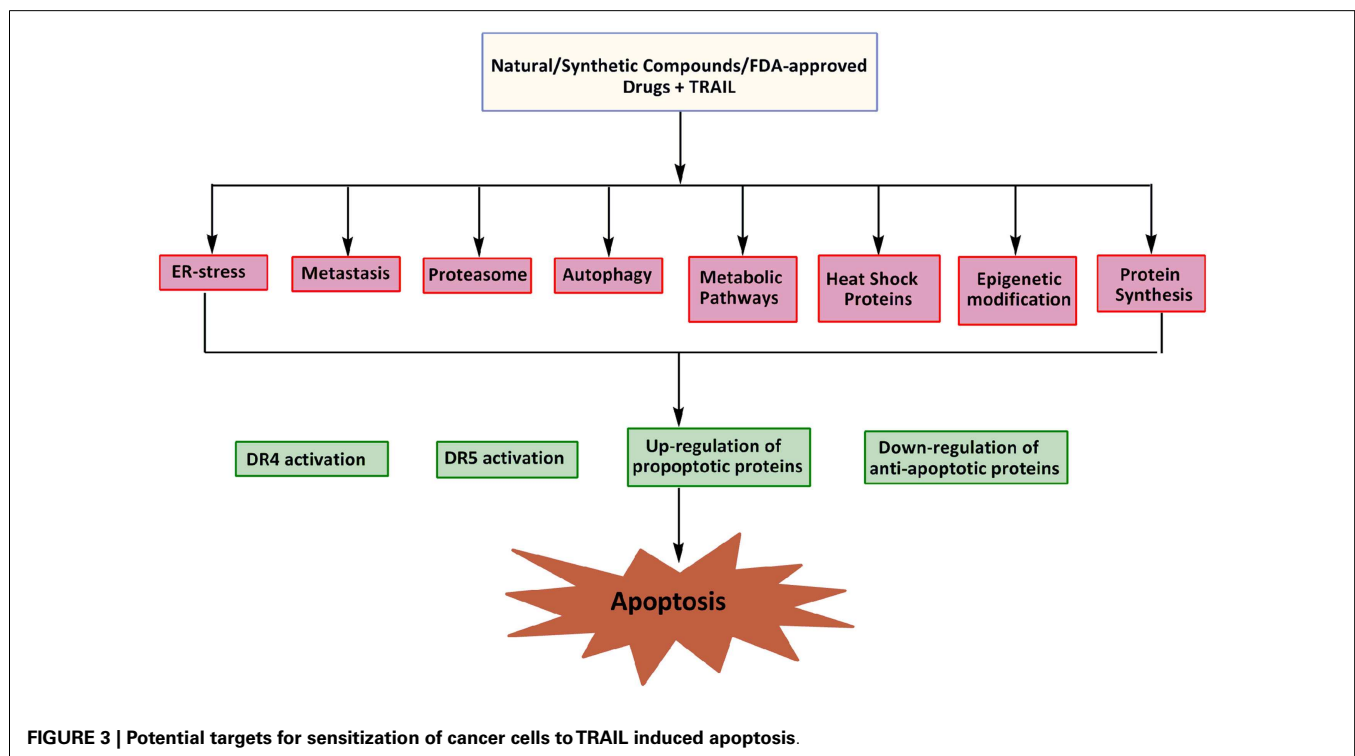 Natural/Synthetic Compounds/FDA-approved
Drugs + TRAIL
ER-stress
Metastasis
Proteasome
Autophagy
Metabolic
Pathways
Heat Shock
Proteins
Epigenetic
modification
Protein
Synthesis
DR4 activation
DR5 activation
Up-regulation of
propoptotic proteins
Down-regulation of
anti-apoptotic proteins
Apoptosis
FIGURE 3 | Potential targets for sensitization of cancer cells to TRAIL induced apoptosis.